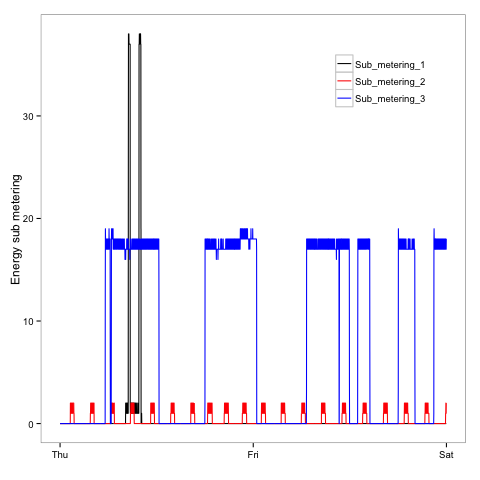 Sub_metering_1
Sub_metering_2
Sub_metering_3
Energy sub metering
30
20
10
0
Thu Fri Sat